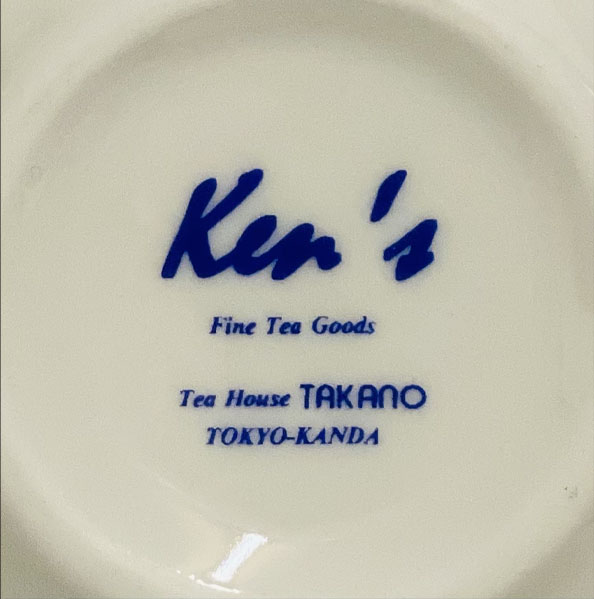 Ken's
Fine Tea Goods
Tea House TAKANO
TOKYO-KANDA